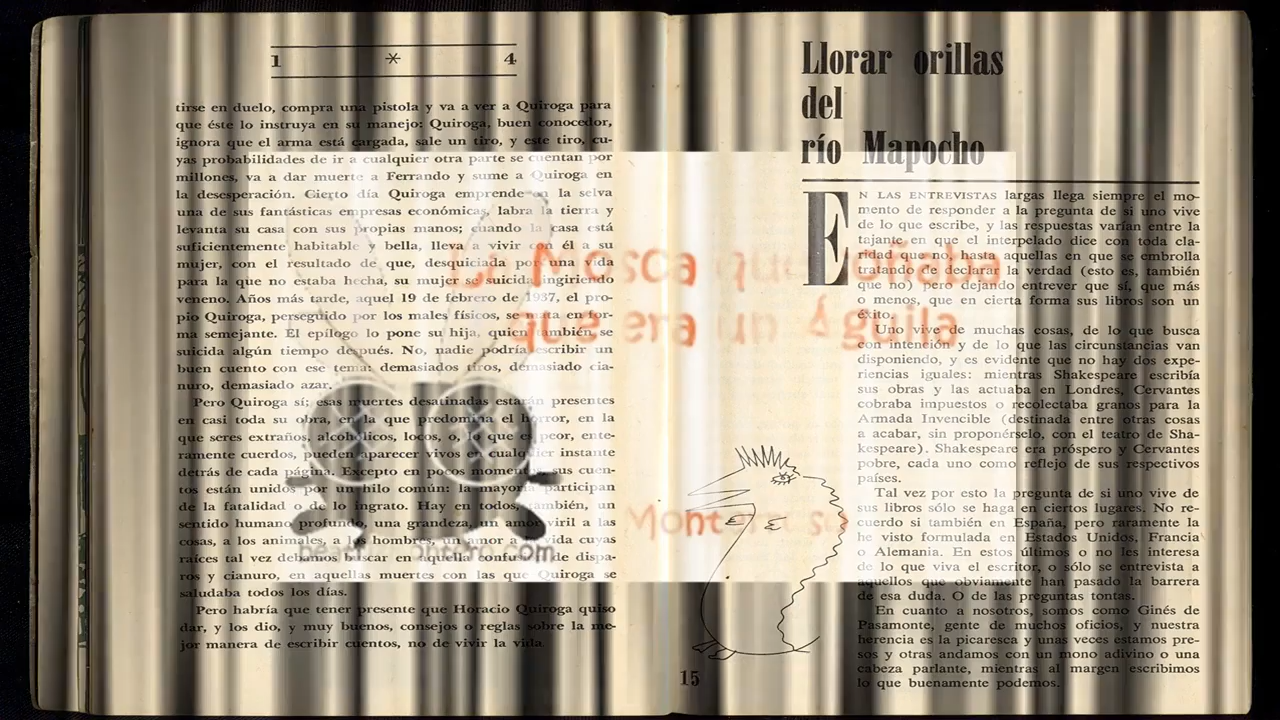 1 * 4
tirse en duelo, compra una pistola y va a ver a Quiroga para
que éste lo instruya en su manejo: Quiroga, buen conocedor,
ignora que el arma está cargada, sale un tiro, y este tiro, cu-
yas probabilidades de ir a cualquier otra parte se cuentan por
millones, va a dar muerte a Ferrando y sume a Quiroga en
la desesperación. Cierto día Quiroga emprende en la selva
una de sus fantásticas empresas económicas, labra la tierra y
levanta su casa con sus propias manos; cuando la casa está
suficientemente habitable y bella, lleva a vivir con él a su
mujer, con el resultado de que, desquiciada por una vida
para la que no estaba hecha, su mujer se suicida ingiriendo
veneno. Años más tarde, aquel 19 de febrero de 1937, el pro-
pio Quiroga, perseguido por los males físicos, se mata en for-
ma semejante. El epílogo lo pone su hija, quien también se
suicida algún tiempo después. No, nadie podría escribir un
buen cuento con ese tema: demasiados tiros, demasiado cia-
nuro, demasiado azar.
Pero Quiroga sí; esas muertes desatinadas estarán presentes
en casi toda su obra, en la que predomina el horror, en la
que seres extraños, alcohólicos, locos, o, lo que es peor, ente-
ramente cuerdos, pueden aparecer vivos en cualquier instante
detrás de cada página. Excepto en pocos momentos, sus cuen-
tos están unidos por un hilo común: la mayoría participan
de la fatalidad o de lo ingrato. Hay en todos, también, un
sentido humano profundo, una grandeza, un amor viril a las
cosas, a los animales, a los hombres, un amor a la vida cuyas
raíces tal vez debamos buscar en aquella confusión de dispa-
ros y cianuro, en aquellas muertes con las que Quiroga se
saludaba todos los días.
Pero habría que tener presente que Horacio Quiroga quiso
dar, y los dio, y muy buenos, consejos o reglas sobre la me-
jor manera de escribir cuentos, no de vivir la vida.
Llorar orillas
del
río Mapocho
EN LAS ENTREVISTAS largas llega siempre el mo-
mento de responder a la pregunta de si uno vive
de lo que escribe, y las respuestas varían entre la
tajante en que el interpelado dice con toda cla-
ridad que no, hasta aquellas en que se embrolla
tratando de declarar la verdad (esto es, también
que no) pero dejando entrever que sí, que más
o menos, que en cierta forma sus libros son un
éxito.
Uno vive de muchas cosas, de lo que busca
con intención y de lo que las circunstancias van
disponiendo, y es evidente que no hay dos expe-
riencias iguales: mientras Shakespeare escribía
sus obras y las actuaba en Londres, Cervantes
cobraba impuestos o recolectaba granos para la
Armada Invencible (destinada entre otras cosas
a acabar, sin proponérselo, con el teatro de Sha-
kespeare). Shakespeare era próspero y Cervantes
pobre, cada uno como reflejo de sus respectivos
países.
Tal vez por esto la pregunta de si uno vive de
sus libros sólo se haga en ciertos lugares. No re-
cuerdo si también en España, pero raramente la
he visto formulada en Estados Unidos, Francia
o Alemania. En estos últimos o no les interesa
de lo que viva el escritor, o sólo se entrevista a
aquellos que obviamente han pasado la barrera
de esa duda. O de las preguntas tontas.
En cuanto a nosotros, somos como Ginés de
Pasamonte, gente de muchos oficios, y nuestra
herencia es la picaresca y unas veces estamos pre-
sos y otras andamos con un mono adivino o una
cabeza parlante, mientras al margen escribimos
lo que buenamente podemos.
15
La Mosca que soñaba
que era un Águila
Monterroso